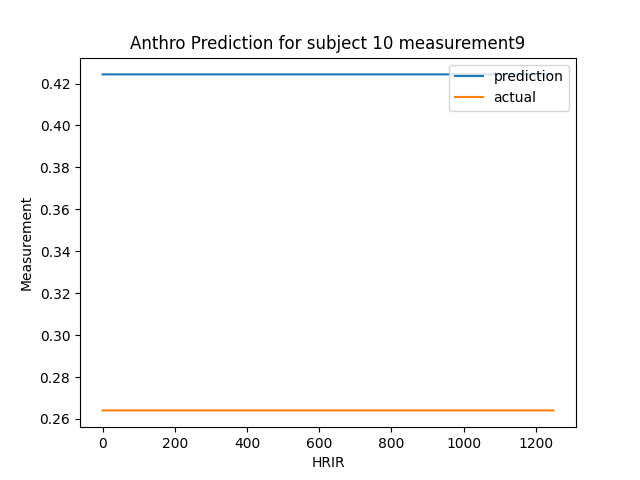 Anthro Prediction for subject 10 measurement9
prediction
actual
0.42
0.40
0.38
0.36
0.34
0.32
0.30
0.28
0.26
Measurement
0 200 400 600 800 1000 1200
HRIR